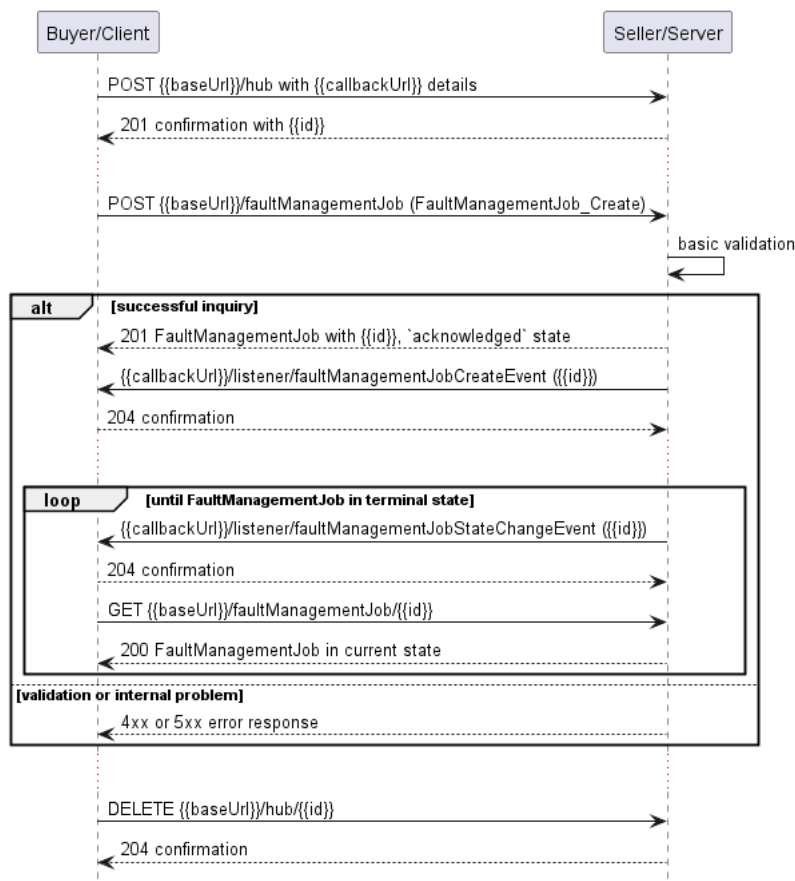 Buyer/Client
Seller/Server
POST {{baseUrl}}/hub with {{callbackUrl}} details
201 confirmation with {{id}}
POST {{baseUrl}}/faultManagementJob (FaultManagementJob_Create)
basic validation
alt [successful inquiry]
201 FaultManagementJob with {{id}}, `acknowledged` state
{{callbackUrl}}/listener/faultManagementJobCreateEvent ({{id}})
204 confirmation
loop [until FaultManagementJob in terminal state]
{{callbackUrl}}/listener/faultManagementJobStateChangeEvent ({{id}})
204 confirmation
GET {{baseUrl}}/faultManagementJob/{{id}}
200 FaultManagementJob in current state
[validation or internal problem]
4xx or 5xx error response
DELETE {{baseUrl}}/hub/{{id}}
204 confirmation